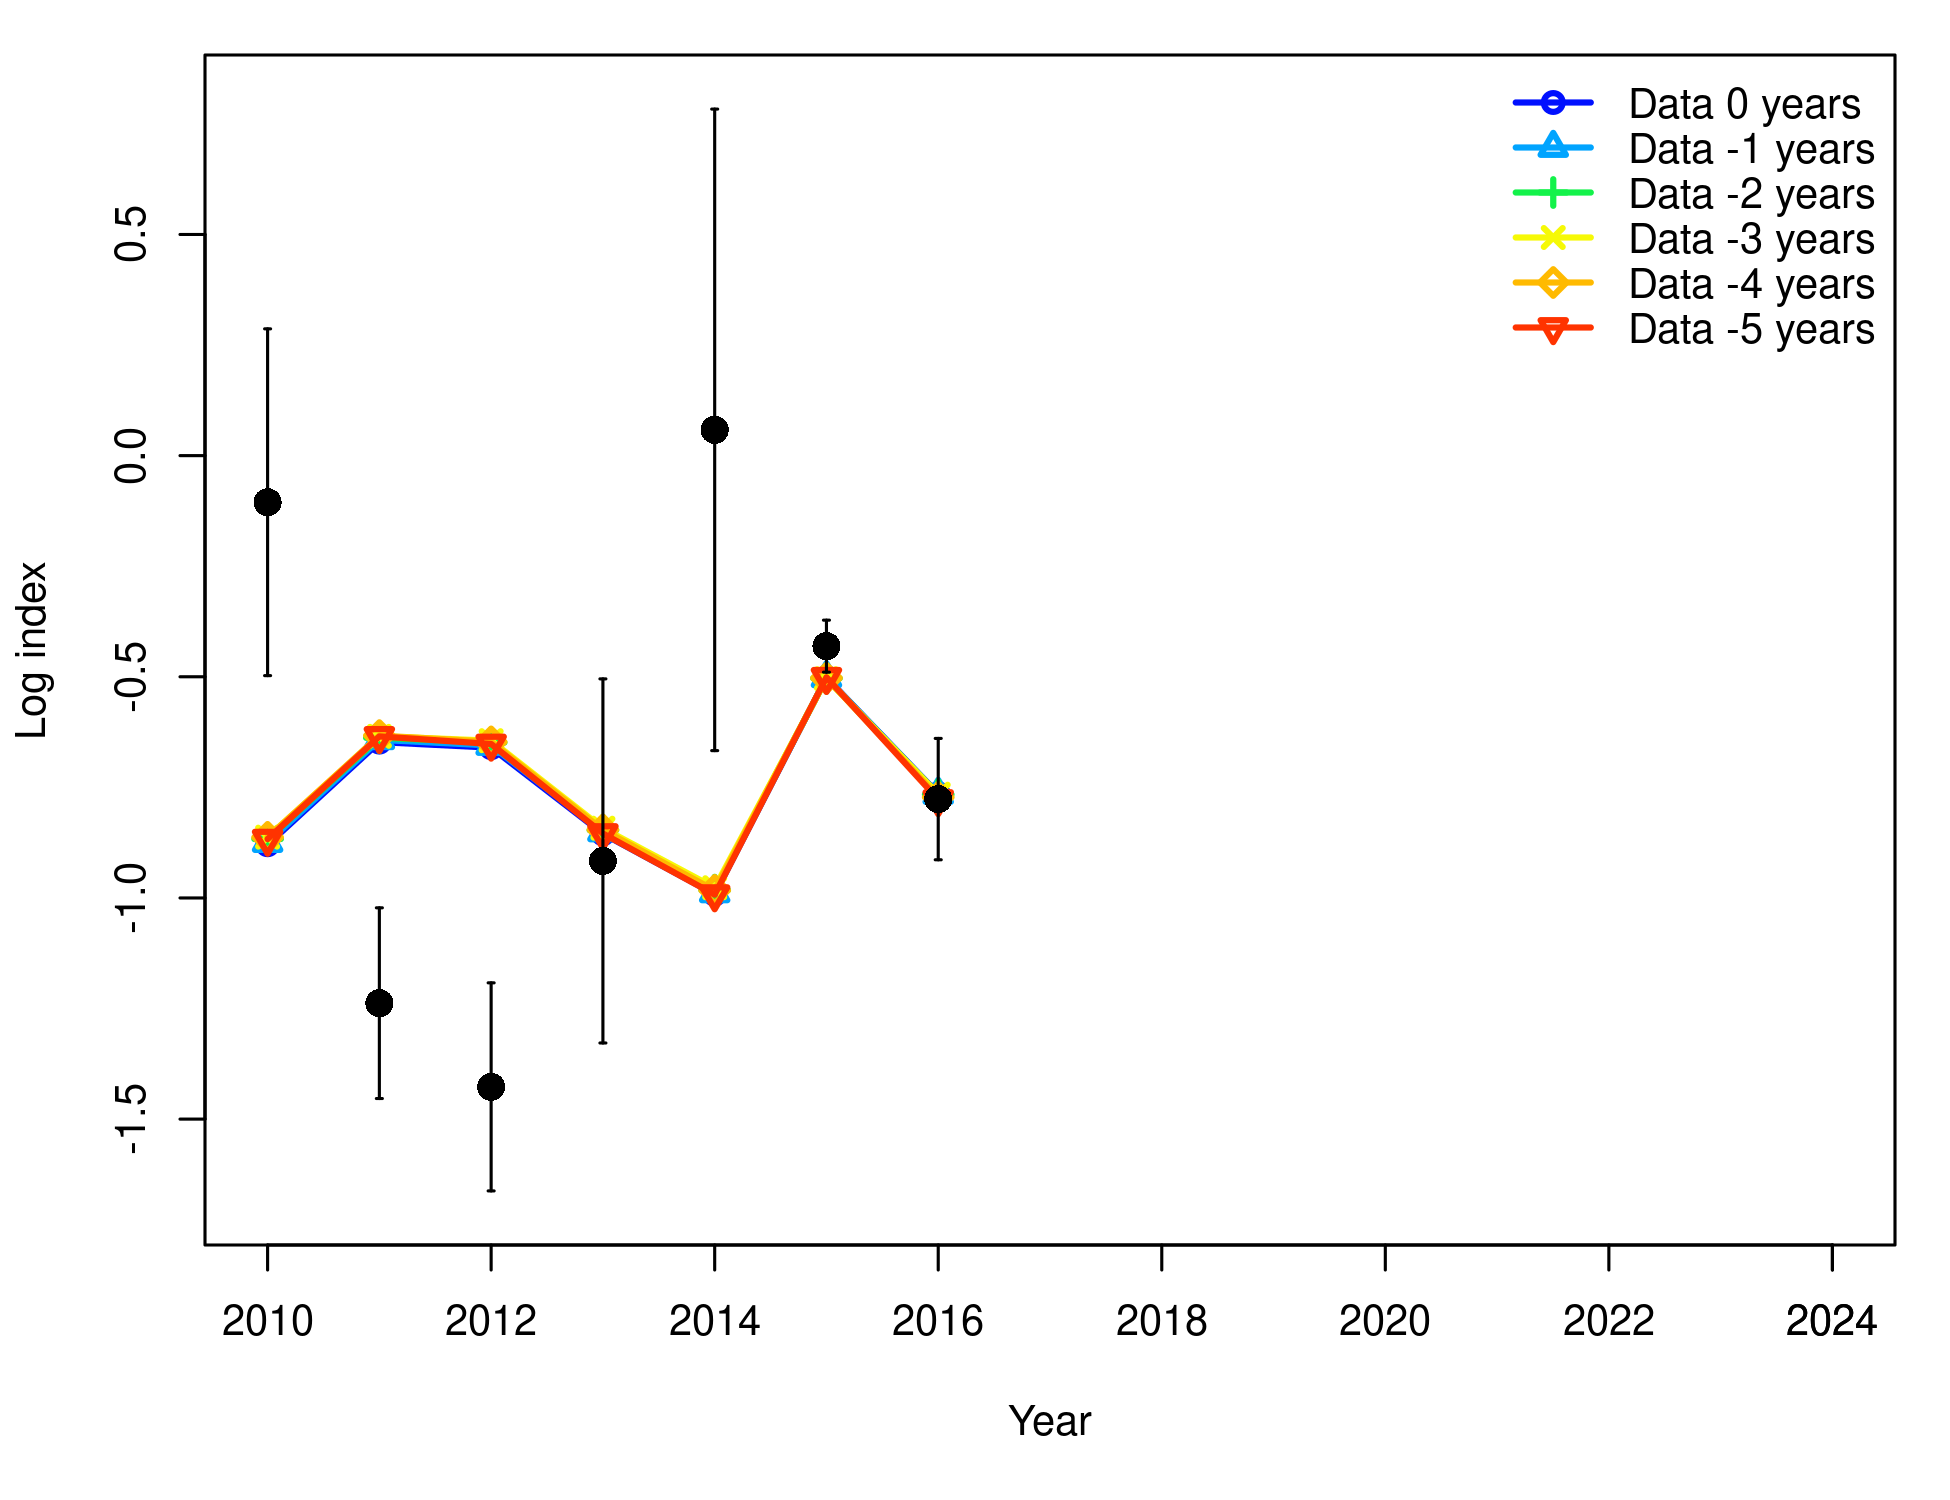 Data 0 years
Data -1 years
Data -2 years
Data -3 years
Data -4 years
Data -5 years
Log index
0.5
0.0
-0.5
-1.0
-1.5
2010 2012 2014 2016 2018 2020 2022 2024
Year